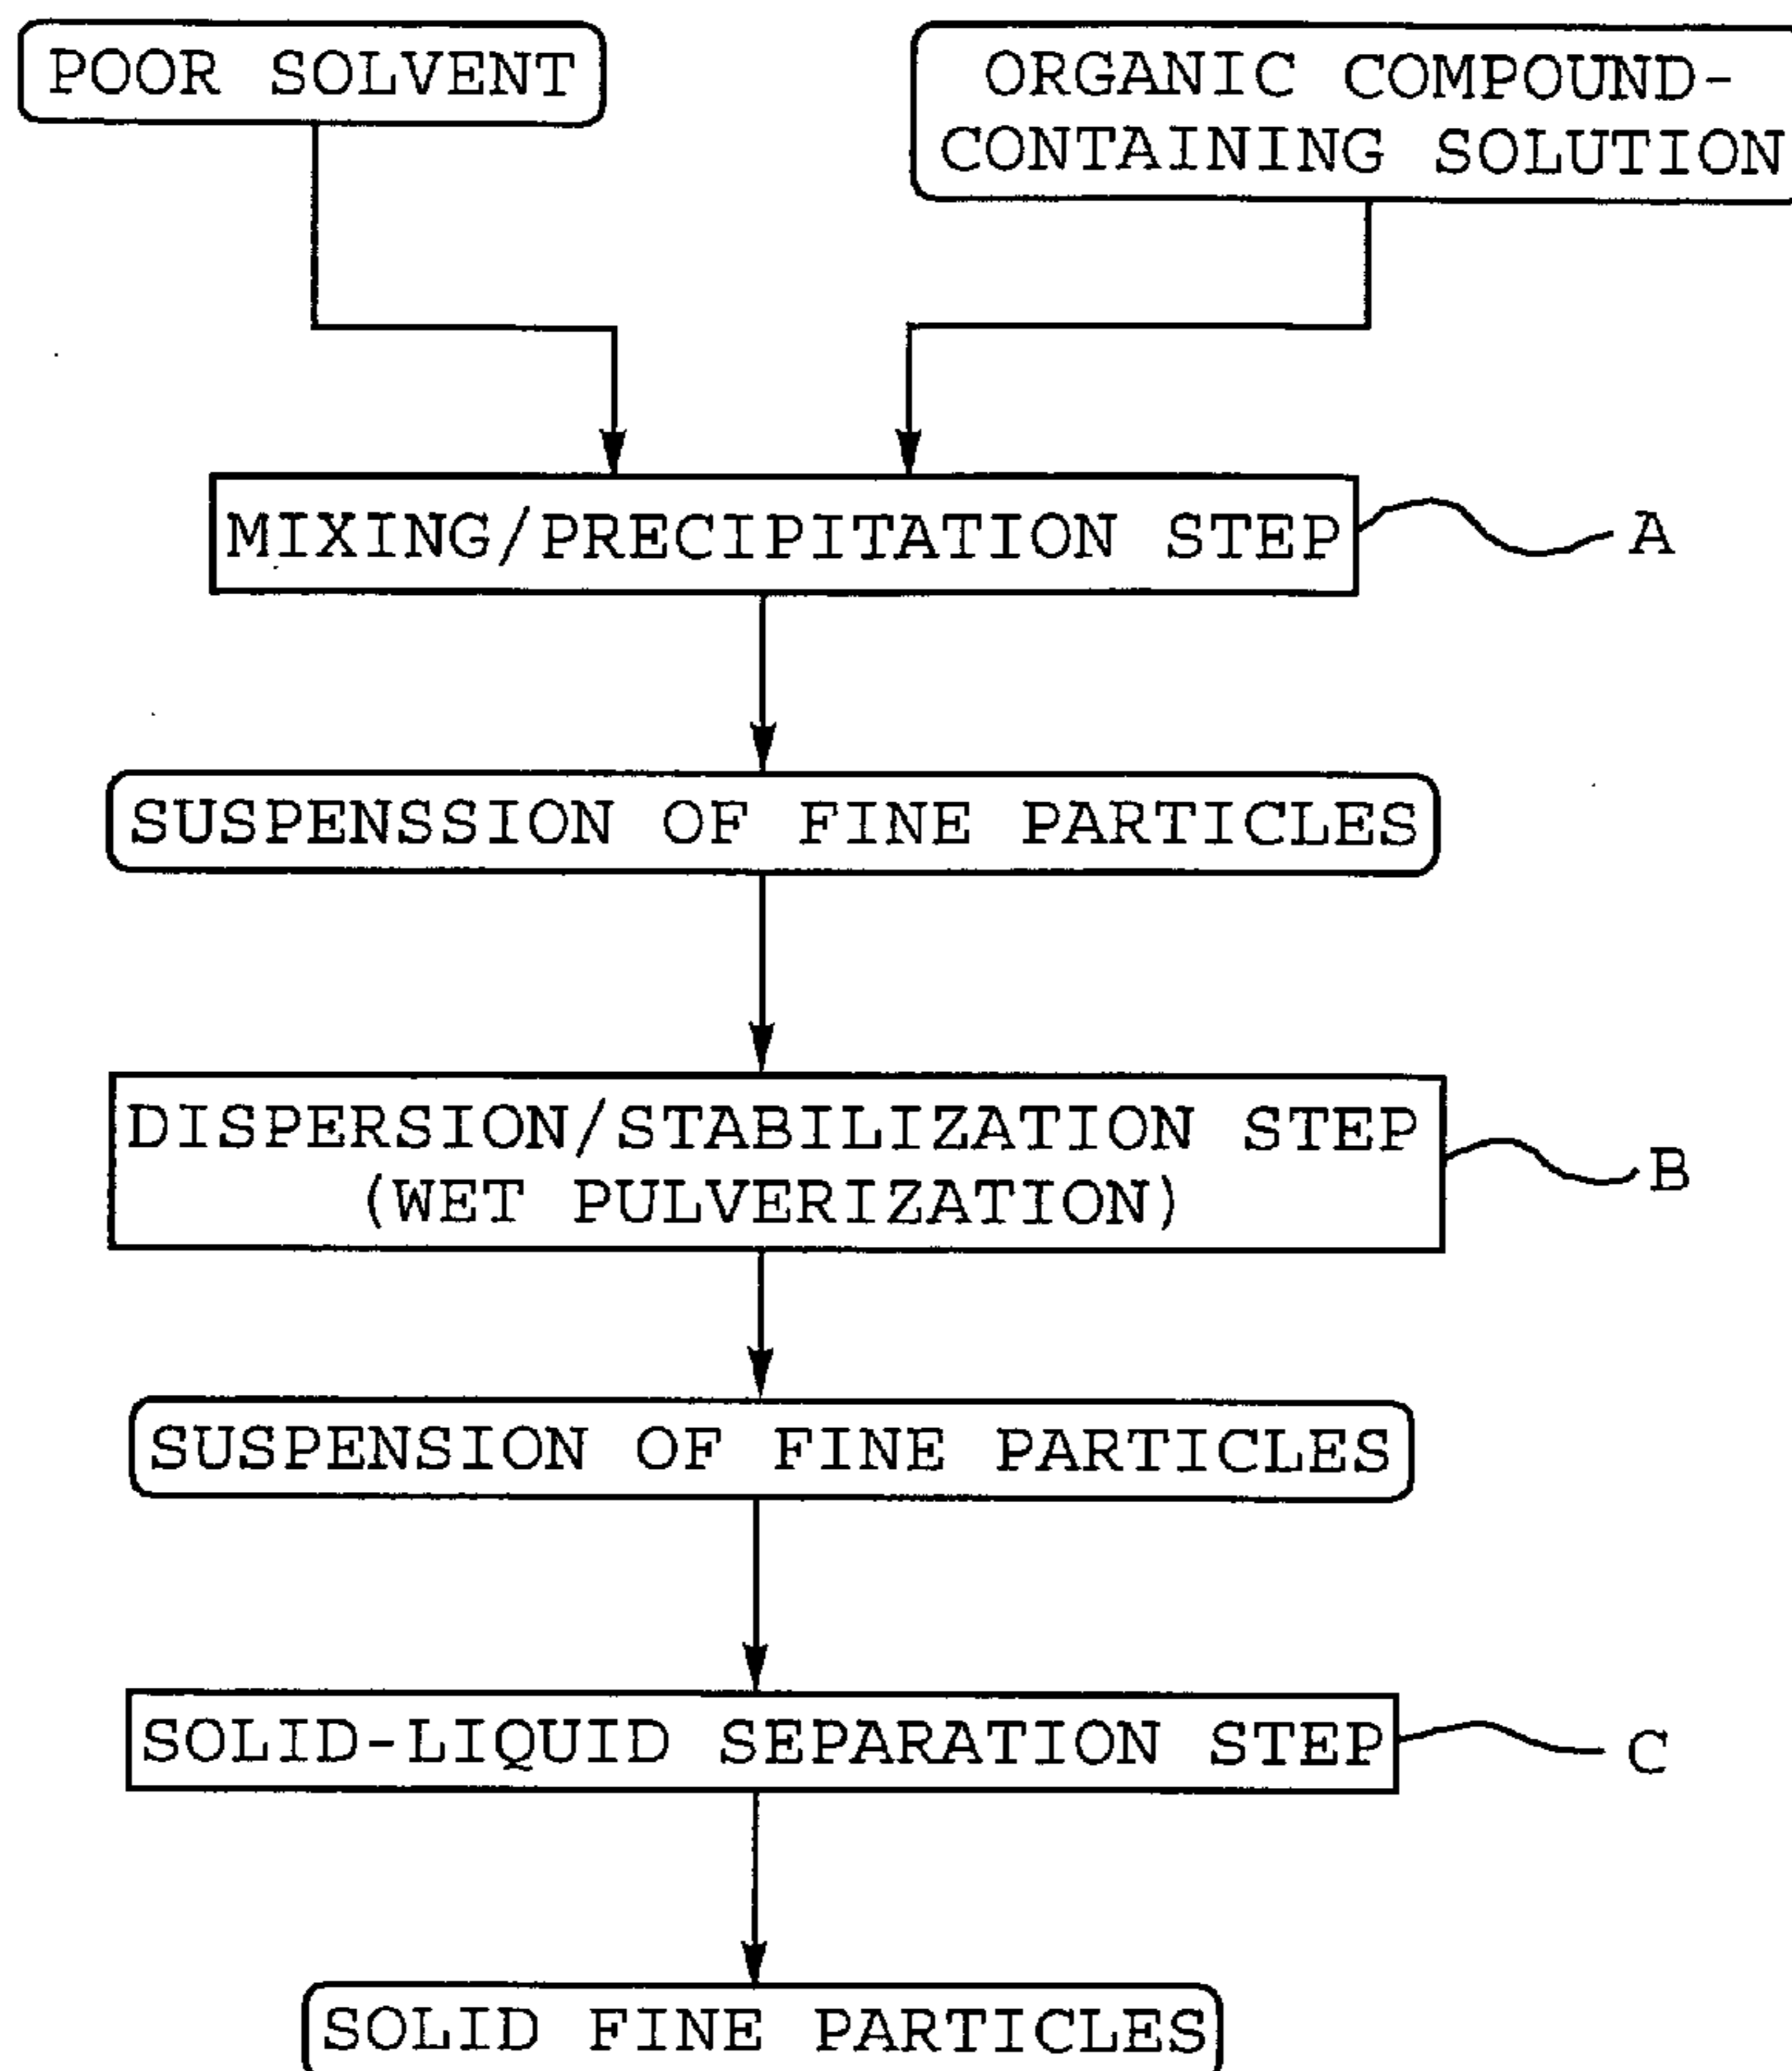 POOR SOLVENT
ORGANIC COMPOUND-
CONTAINING SOLUTION
MIXING/PRECIPITATION STEP
A
SUSPENSSION OF FINE PARTICLES
DISPERSION/STABILIZATION STEP
(WET PULVERIZATION)
B
SUSPENSION OF FINE PARTICLES
SOLID-LIQUID SEPARATION STEP
C
SOLID FINE PARTICLES